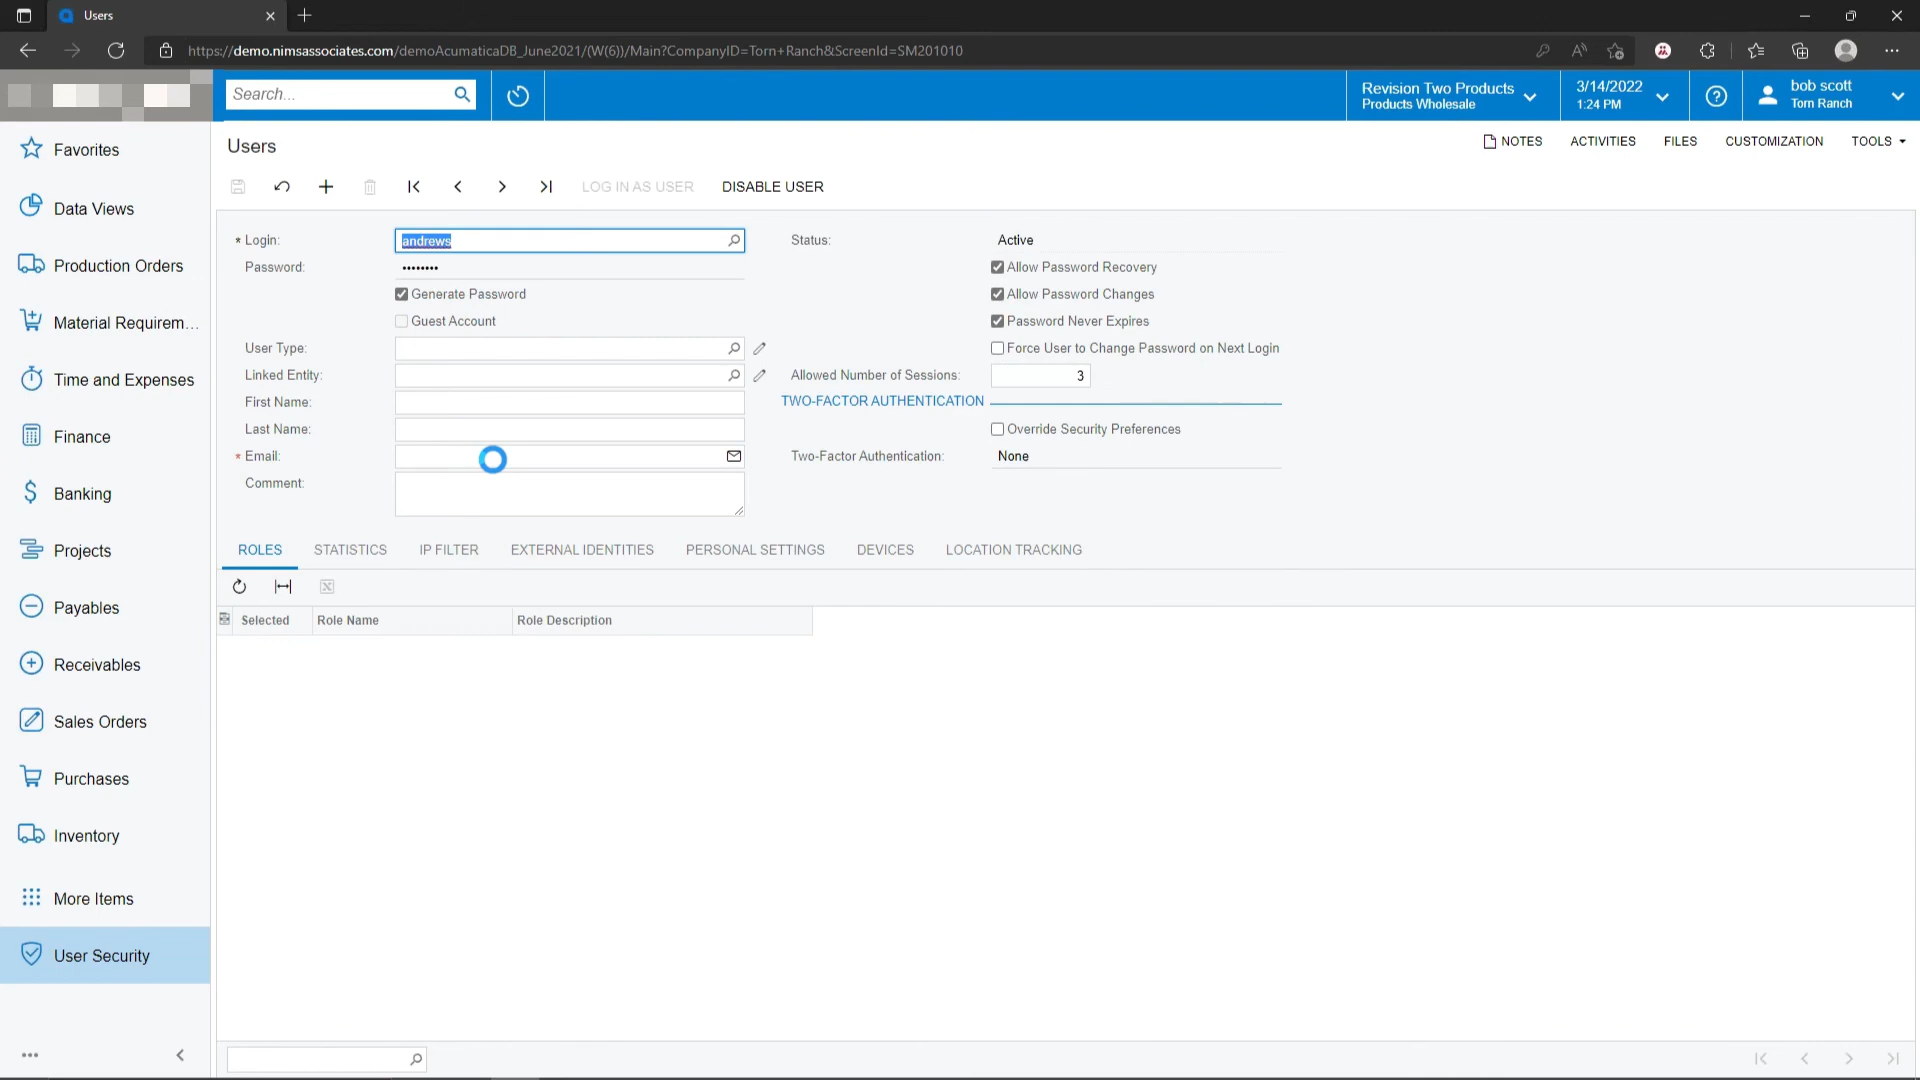 Users
https://demo.nimsassociates.com/demoAcumaticaDB_June2021/(W(6))/Main?CompanyID=Torn+Ranch&ScreenId=SM201010
Search...
Revision Two Products
Products Wholesale
3/14/2022
1:24 PM
bob scott
Torn Ranch
Favorites
Data Views
Production Orders
Material Requirem...
Time and Expenses
Finance
Banking
Projects
Payables
Receivables
Sales Orders
Purchases
Inventory
More Items
User Security
Users
NOTES ACTIVITIES FILES CUSTOMIZATION TOOLS
LOG IN AS USER DISABLE USER
* Login: andrews Status: Active
Password: •••••••• Allow Password Recovery
Generate Password Allow Password Changes
Guest Account Password Never Expires
User Type: Force User to Change Password on Next Login
Linked Entity: Allowed Number of Sessions: 3
First Name: TWO-FACTOR AUTHENTICATION
Last Name: Override Security Preferences
* Email: Two-Factor Authentication: None
Comment:
ROLES STATISTICS IP FILTER EXTERNAL IDENTITIES PERSONAL SETTINGS DEVICES LOCATION TRACKING
Selected Role Name Role Description